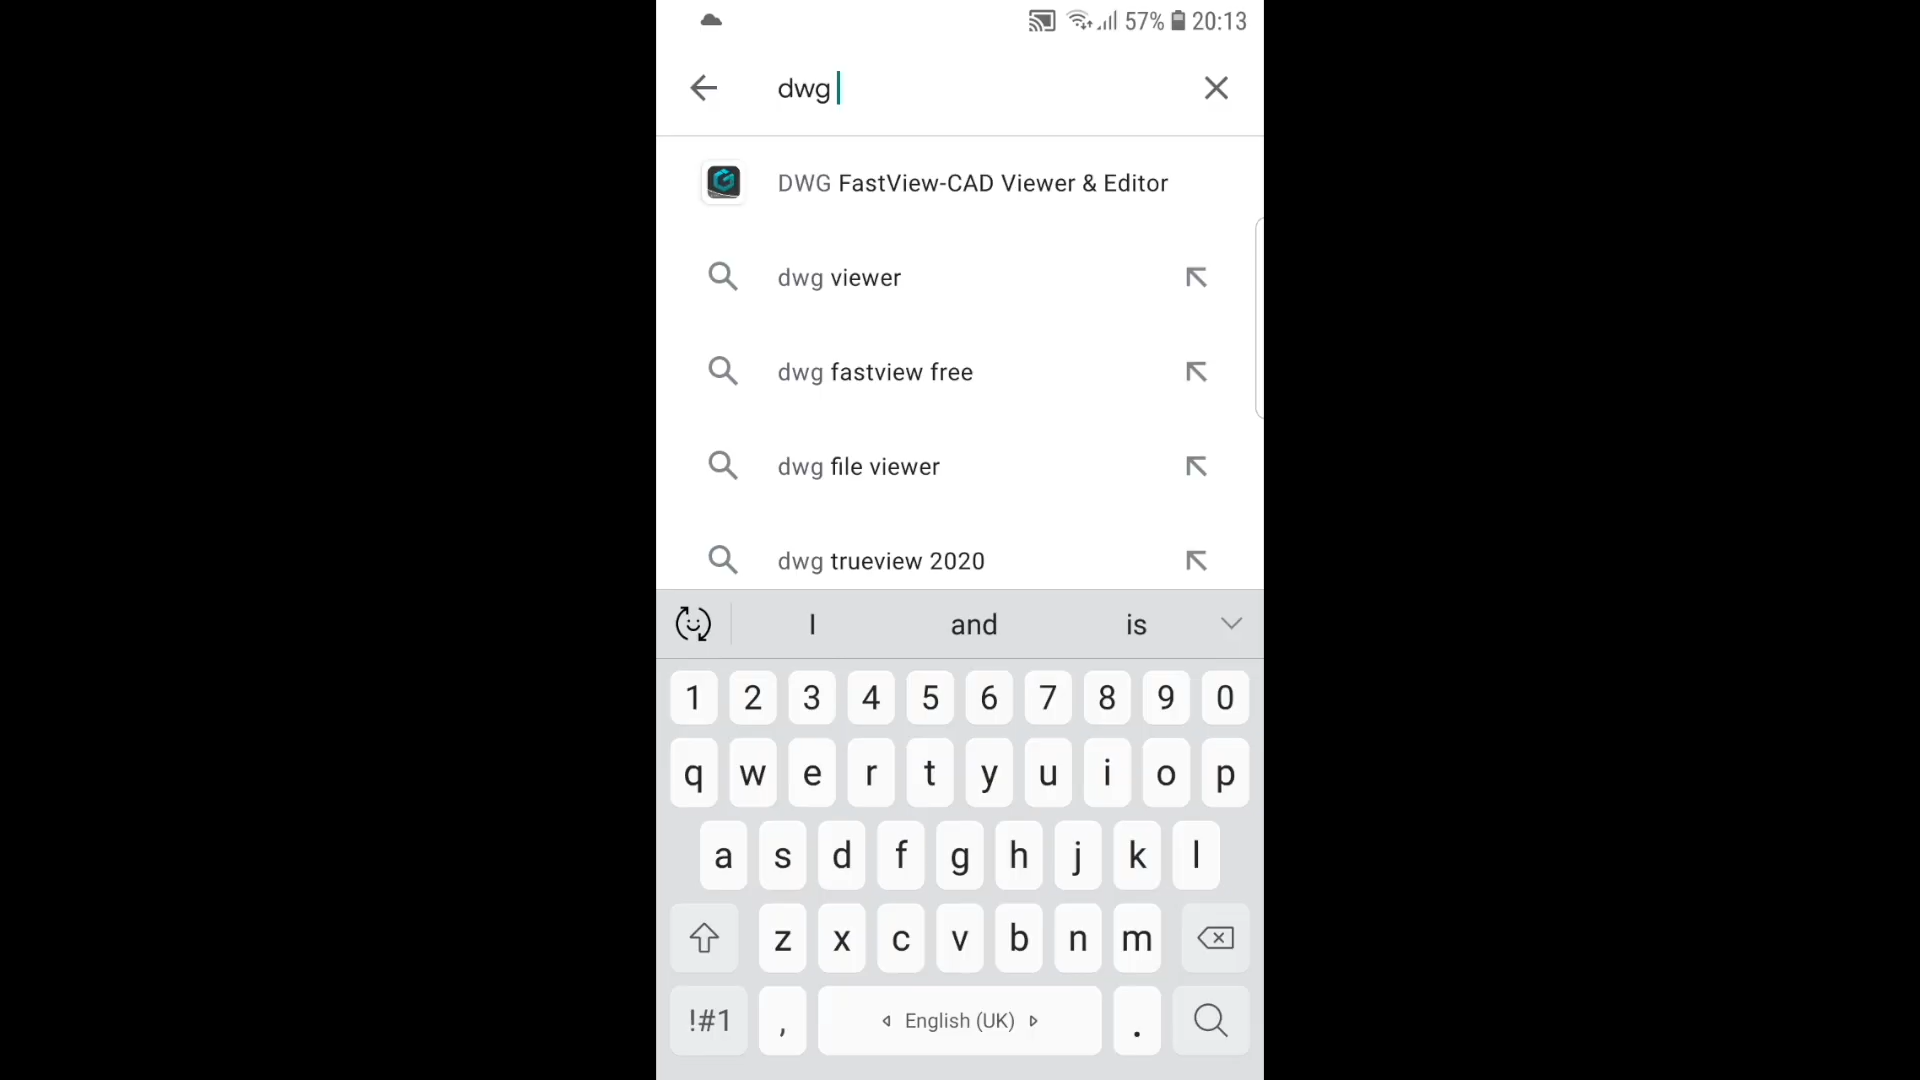 57% 20:13
dwg
DWG FastView-CAD Viewer & Editor
dwg viewer
dwg fastview free
dwg file viewer
dwg trueview 2020
I and is
1 2 3 4 5 6 7 8 9 0
q w e r t y u i o p
a s d f g h j k l
z x c v b n m
!#1 , English (UK) .